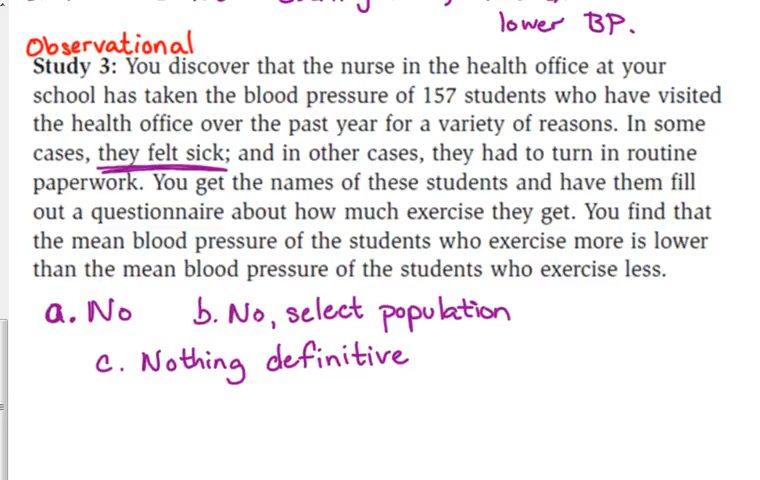 lower BP.
Observational
Study 3: You discover that the nurse in the health office at your
school has taken the blood pressure of 157 students who have visited
the health office over the past year for a variety of reasons. In some
cases, they felt sick; and in other cases, they had to turn in routine
paperwork. You get the names of these students and have them fill
out a questionnaire about how much exercise they get. You find that
the mean blood pressure of the students who exercise more is lower
than the mean blood pressure of the students who exercise less.
a. No b. No, select population
c. Nothing definitive